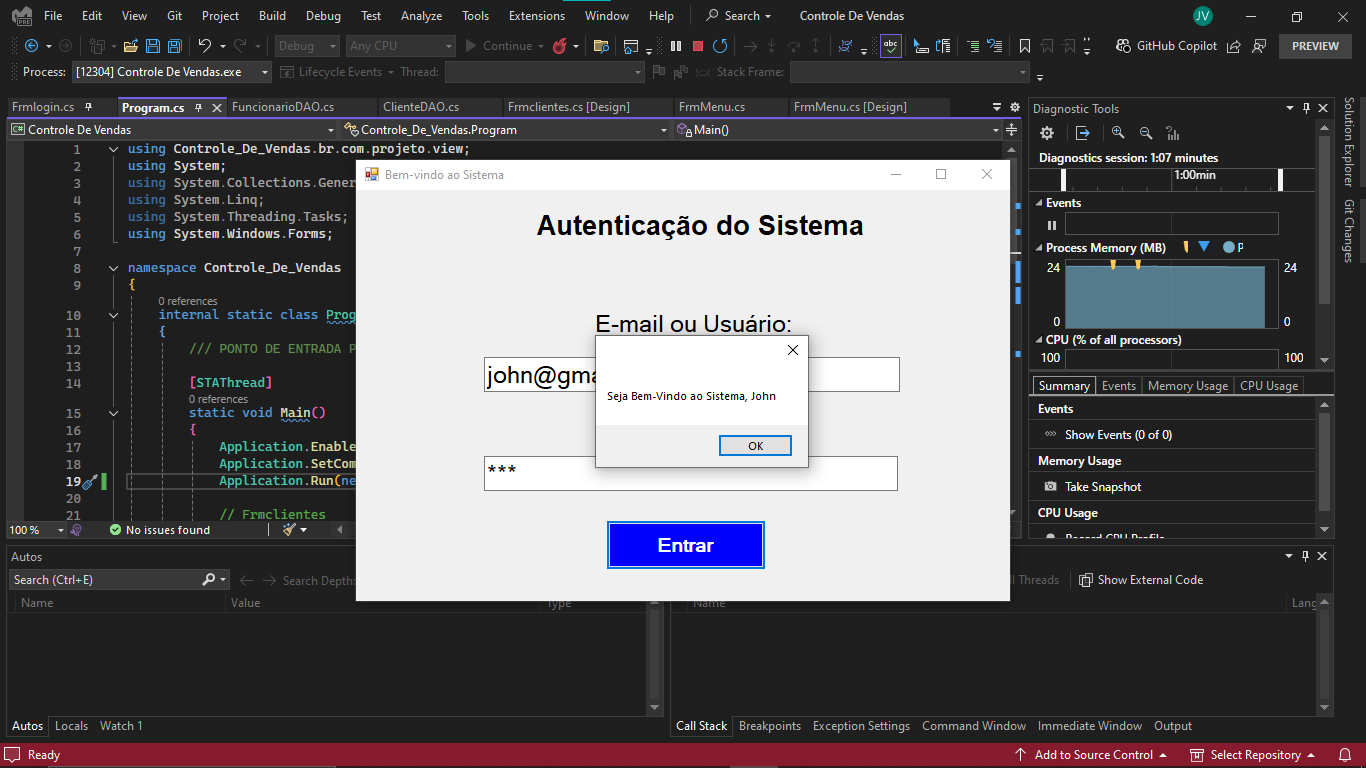 File Edit View Git Project Build Debug Test Analyze Tools Extensions Window Help Search Controle De Vendas JV
Debug Any CPU Continue abc GitHub Copilot PREVIEW
Process: [12304] Controle De Vendas.exe Lifecycle Events Thread: Stack Frame:
Frmlogin.cs Program.cs FuncionarioDAO.cs ClienteDAO.cs Frmclientes.cs [Design] FrmMenu.cs FrmMenu.cs [Design]
Controle De Vendas Controle_De_Vendas.Program Main()
1 using Controle_De_Vendas.br.com.projeto.view;
2 using System;
3 using System.Collections.Gener
4 using System.Linq;
5 using System.Threading.Tasks;
6 using System.Windows.Forms;
7
8 namespace Controle_De_Vendas
9 {
0 references
10 internal static class Prog
11 {
12 /// PONTO DE ENTRADA P
13
14 [STAThread]
0 references
15 static void Main()
16 {
17 Application.Enable
18 Application.SetCom
19 Application.Run(ne
20
21 // Frmclientes
100 % No issues found
Bem-vindo ao Sistema
Autenticação do Sistema
E-mail ou Usuário:
john@gma
Seja Bem-Vindo ao Sistema, John
OK
***
Entrar
Diagnostic Tools
Diagnostics session: 1:07 minutes
1:00min
Events
Process Memory (MB) P
24 24
0 0
CPU (% of all processors)
100 100
Summary Events Memory Usage CPU Usage
Events
Show Events (0 of 0)
Memory Usage
Take Snapshot
CPU Usage
Record CPU Profile
Solution Explorer
Git Changes
Autos
Search (Ctrl+E) Search Depth:
Name Value Type
Autos Locals Watch 1
Threads Show External Code
Name Lang
Call Stack Breakpoints Exception Settings Command Window Immediate Window Output
Ready Add to Source Control Select Repository